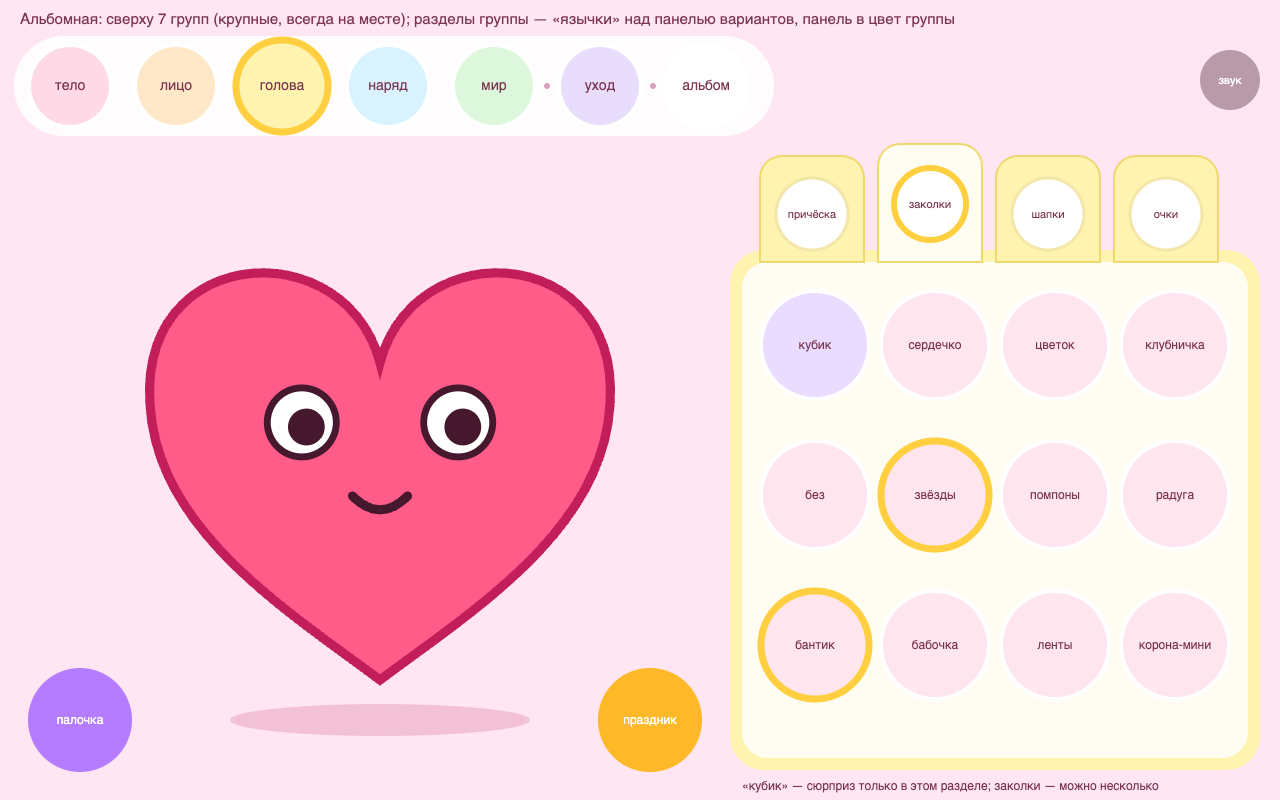 Альбомная: сверху 7 групп (крупные, всегда на месте); разделы группы — «язычки» над панелью вариантов, панель в цвет группы
тело
лицо
голова
наряд
мир
уход
альбом
звук
причёска
заколки
шапки
очки
кубик
сердечко
цветок
клубничка
без
звёзды
помпоны
радуга
бантик
бабочка
ленты
корона-мини
палочка
праздник
«кубик» — сюрприз только в этом разделе; заколки — можно несколько